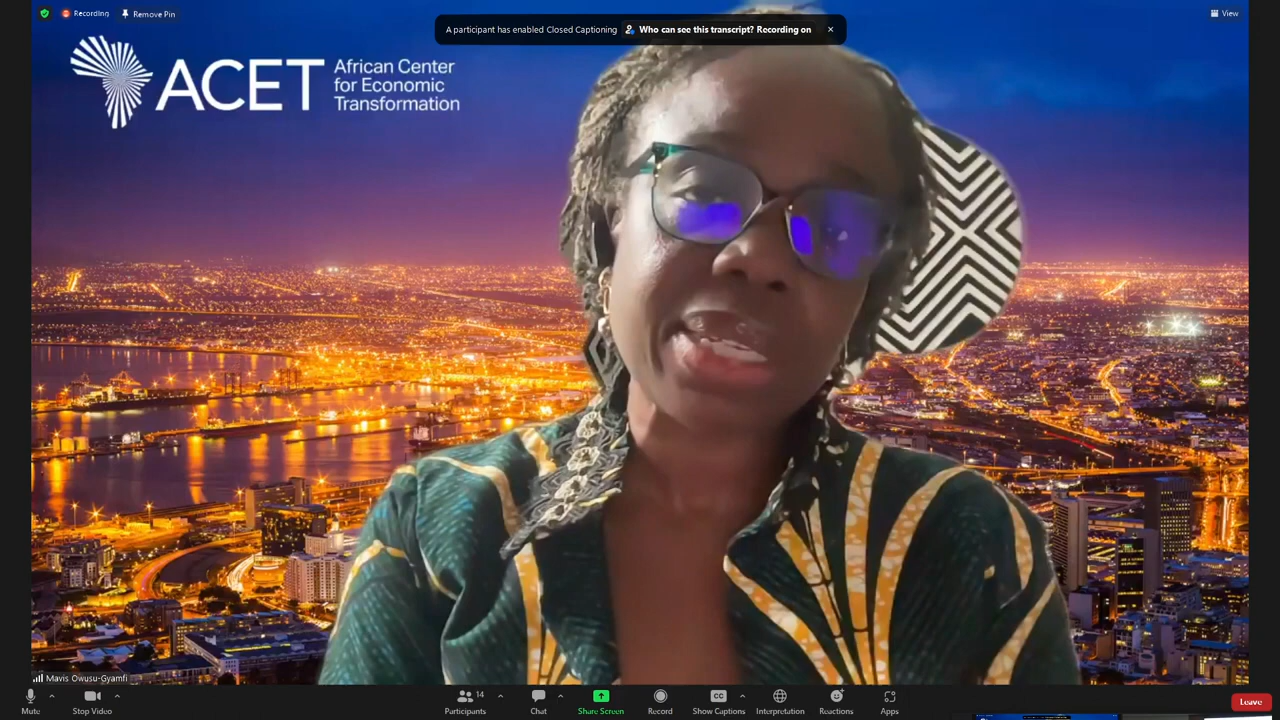 Recording
Remove Pin
A participant has enabled Closed Captioning Who can see this transcript? Recording on ×
View
ACET African Center
for Economic
Transformation
Mavis Owusu-Gyamfi
Mute
Stop Video
Participants 14
Chat
Share Screen
Record
CC
Show Captions
Interpretation
Reactions
Apps
Leave